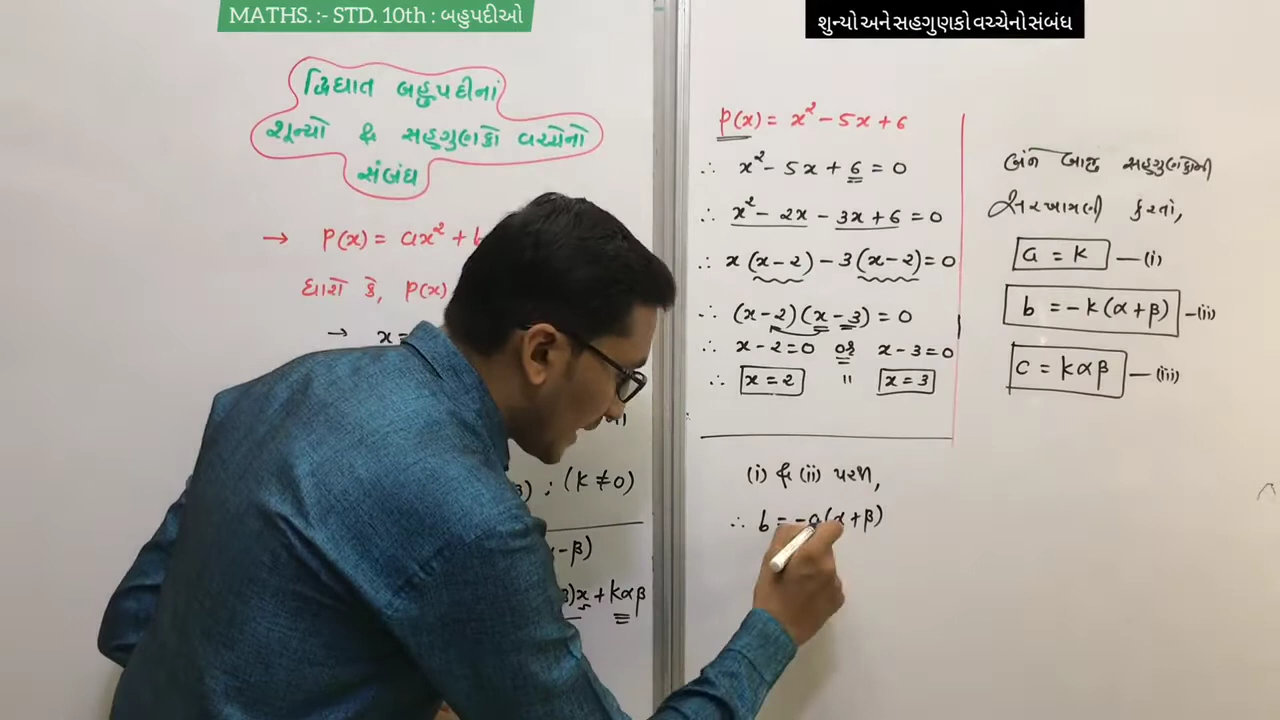 MATHS. :- STD. 10th : બહુપદીઓ
શુન્યો અને સહગુણકો વચ્ચેનો સંબંધ
દ્વિઘાત બહુપદીનાં
શૂન્યો & સહગુણકો વચ્ચેનો
સંબંધ
→ P(x) = ax² +
ધારો કે, P(x)
→ x =
; (k ≠ 0)
- β)
)x + kαβ
P(x) = x² - 5x + 6
∴ x² - 5x + 6 = 0
∴ x² - 2x - 3x + 6 = 0
∴ x(x-2) - 3(x-2) = 0
∴ (x-2)(x-3) = 0
∴ x-2=0 or x-3=0
∴ x = 2 " x = 3
(i) & (ii) પરથી,
∴ b = -a(α+β)
બંને બાજુ સહગુણકોની
સરખામણી કરતાં,
a = k —(i)
b = -k(α+β) —(ii)
c = kαβ —(iii)